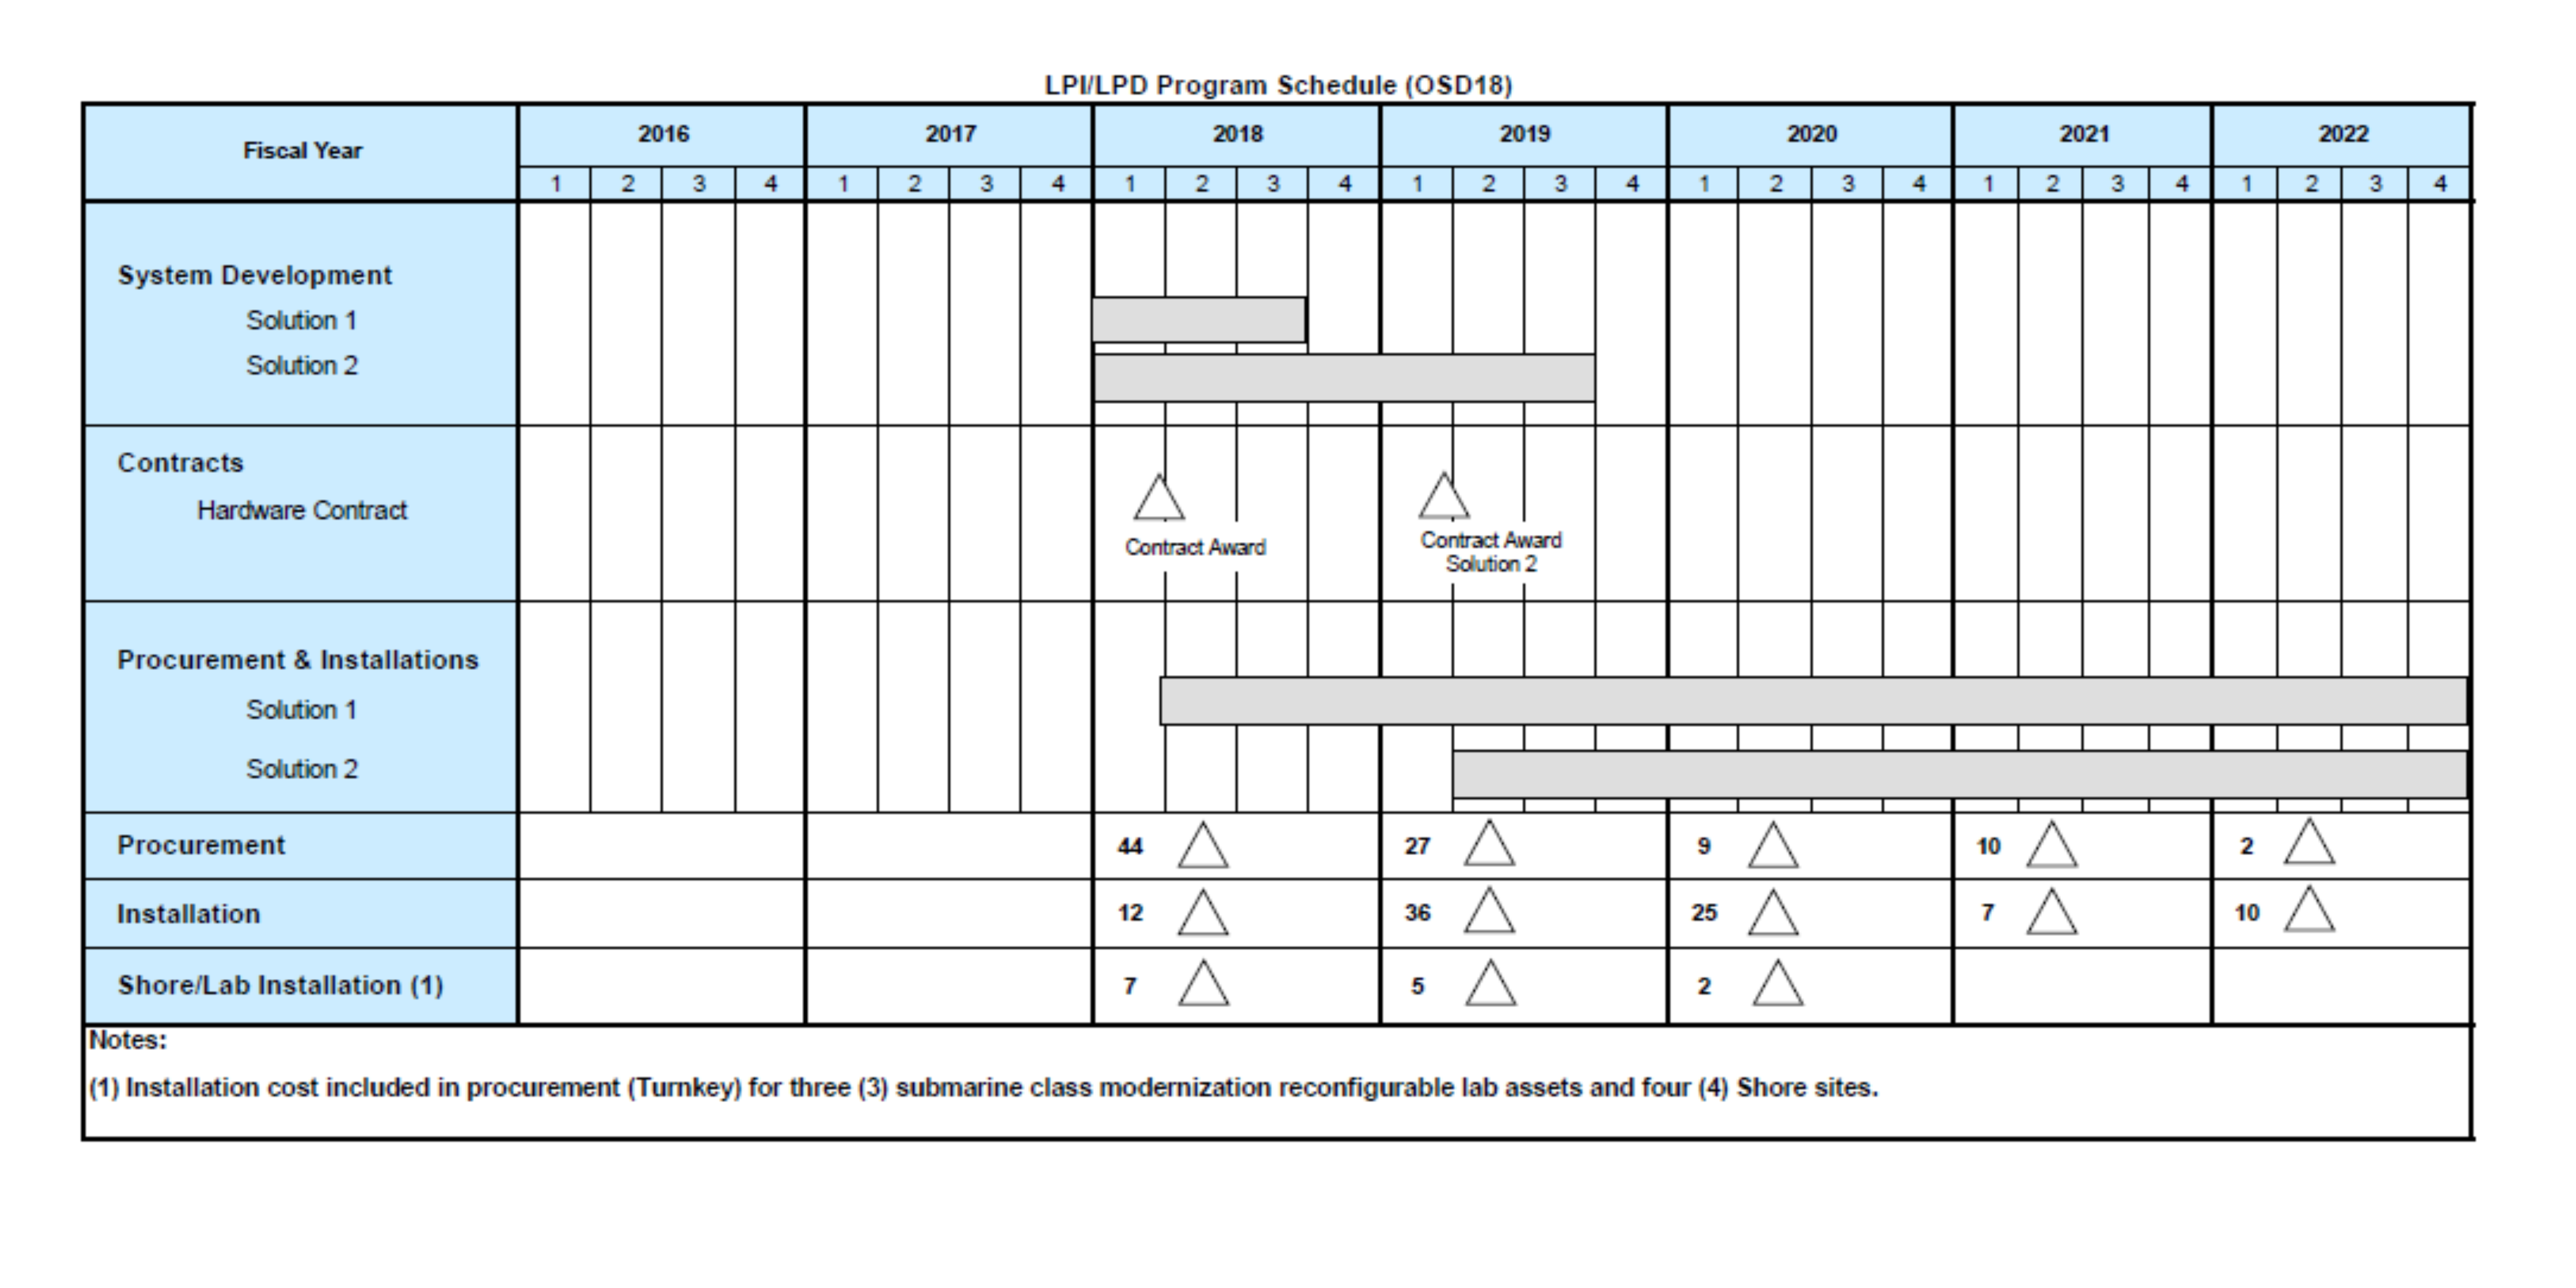 LPI/LPD Program Schedule (OSD18)
Fiscal Year 2016 2017 2018 2019 2020 2021 2022
1 2 3 4 1 2 3 4 1 2 3 4 1 2 3 4 1 2 3 4 1 2 3 4 1 2 3 4
System Development
Solution 1
Solution 2
Contracts
Hardware Contract
Contract Award
Contract Award
Solution 2
Procurement & Installations
Solution 1
Solution 2
Procurement 44 27 9 10 2
Installation 12 36 25 7 10
Shore/Lab Installation (1) 7 5 2
Notes:
(1) Installation cost included in procurement (Turnkey) for three (3) submarine class modernization reconfigurable lab assets and four (4) Shore sites.